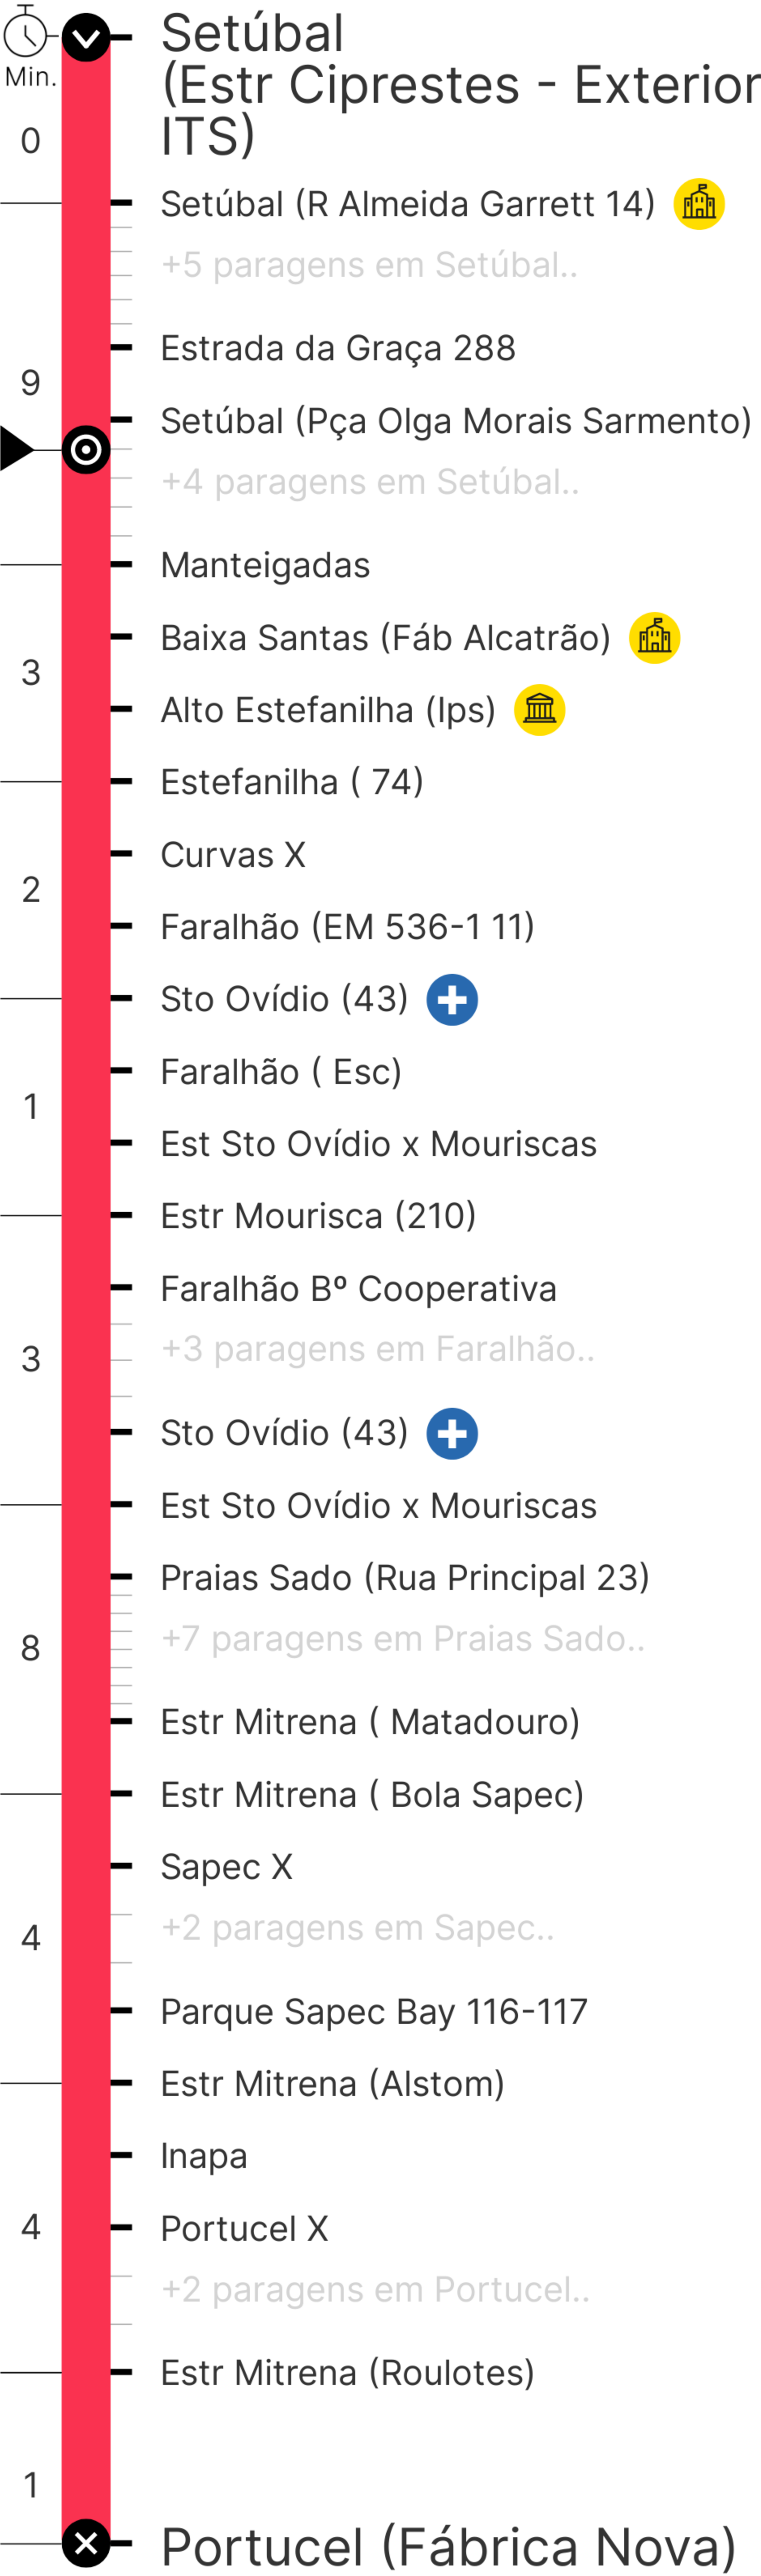 Setúbal
(Estr Ciprestes - Exterior
ITS)
Min.
0
Setúbal (R Almeida Garrett 14)
+5 paragens em Setúbal..
Estrada da Graça 288
9
Setúbal (Pça Olga Morais Sarmento)
+4 paragens em Setúbal..
Manteigadas
Baixa Santas (Fáb Alcatrão)
3
Alto Estefanilha (Ips)
Estefanilha ( 74)
Curvas X
2
Faralhão (EM 536-1 11)
Sto Ovídio (43)
Faralhão ( Esc)
1
Est Sto Ovídio x Mouriscas
Estr Mourisca (210)
Faralhão Bº Cooperativa
+3 paragens em Faralhão..
3
Sto Ovídio (43)
Est Sto Ovídio x Mouriscas
Praias Sado (Rua Principal 23)
+7 paragens em Praias Sado..
8
Estr Mitrena ( Matadouro)
Estr Mitrena ( Bola Sapec)
Sapec X
+2 paragens em Sapec..
4
Parque Sapec Bay 116-117
Estr Mitrena (Alstom)
Inapa
4
Portucel X
+2 paragens em Portucel..
Estr Mitrena (Roulotes)
1
Portucel (Fábrica Nova)